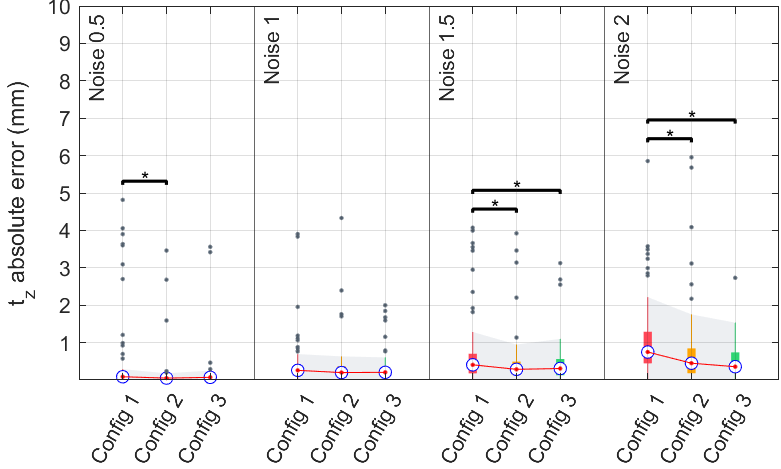 10
9
8
7
6
5
4
3
2
1
t_z absolute error (mm)
Noise 0.5
Noise 1
Noise 1.5
Noise 2
*
*
*
*
*
Config 1
Config 2
Config 3
Config 1
Config 2
Config 3
Config 1
Config 2
Config 3
Config 1
Config 2
Config 3